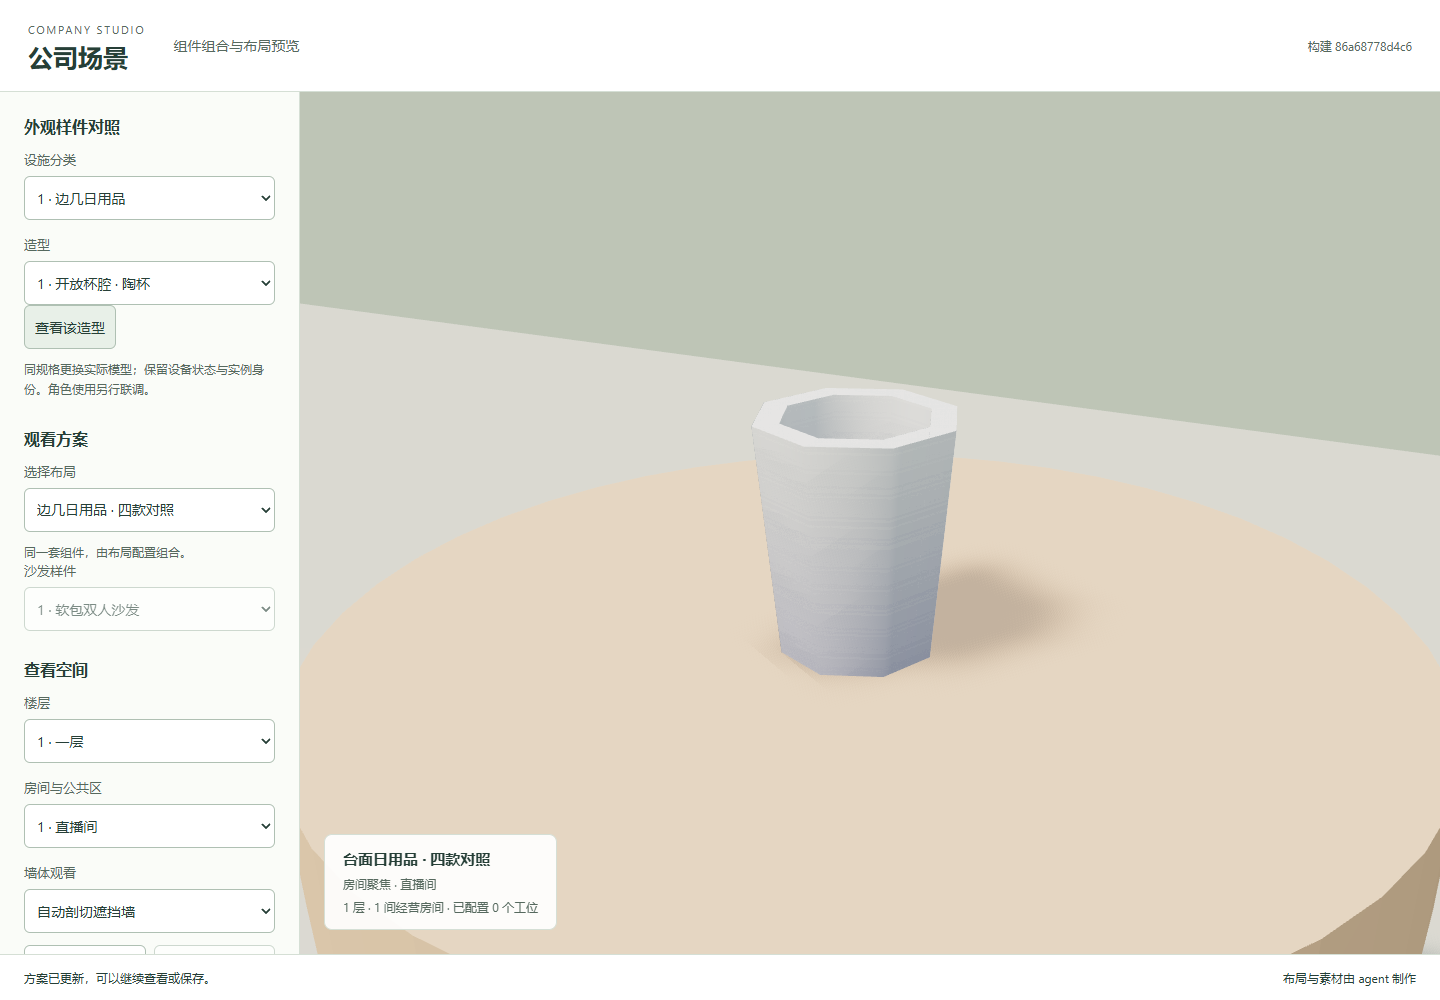 COMPANY STUDIO
公司场景
组件组合与布局预览
构建 86a68778d4c6
外观样件对照
设施分类
1 · 边几日用品
造型
1 · 开放杯腔 · 陶杯
查看该造型
同规格更换实际模型；保留设备状态与实例身
份。角色使用另行联调。
观看方案
选择布局
边几日用品 · 四款对照
同一套组件，由布局配置组合。
沙发样件
1 · 软包双人沙发
查看空间
楼层
1 · 一层
房间与公共区
1 · 直播间
墙体观看
自动剖切遮挡墙
台面日用品 · 四款对照
房间聚焦 · 直播间
1 层 · 1 间经营房间 · 已配置 0 个工位
方案已更新，可以继续查看或保存。
布局与素材由 agent 制作